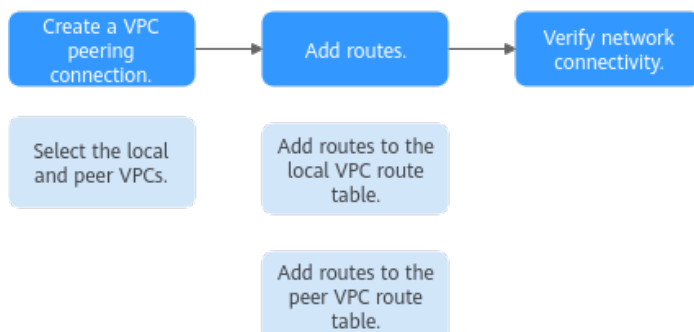 Create a VPC
peering
connection.
Add routes.
Verify network
connectivity.
Select the local
and peer VPCs.
Add routes to the
local VPC route
table.
Add routes to the
peer VPC route
table.